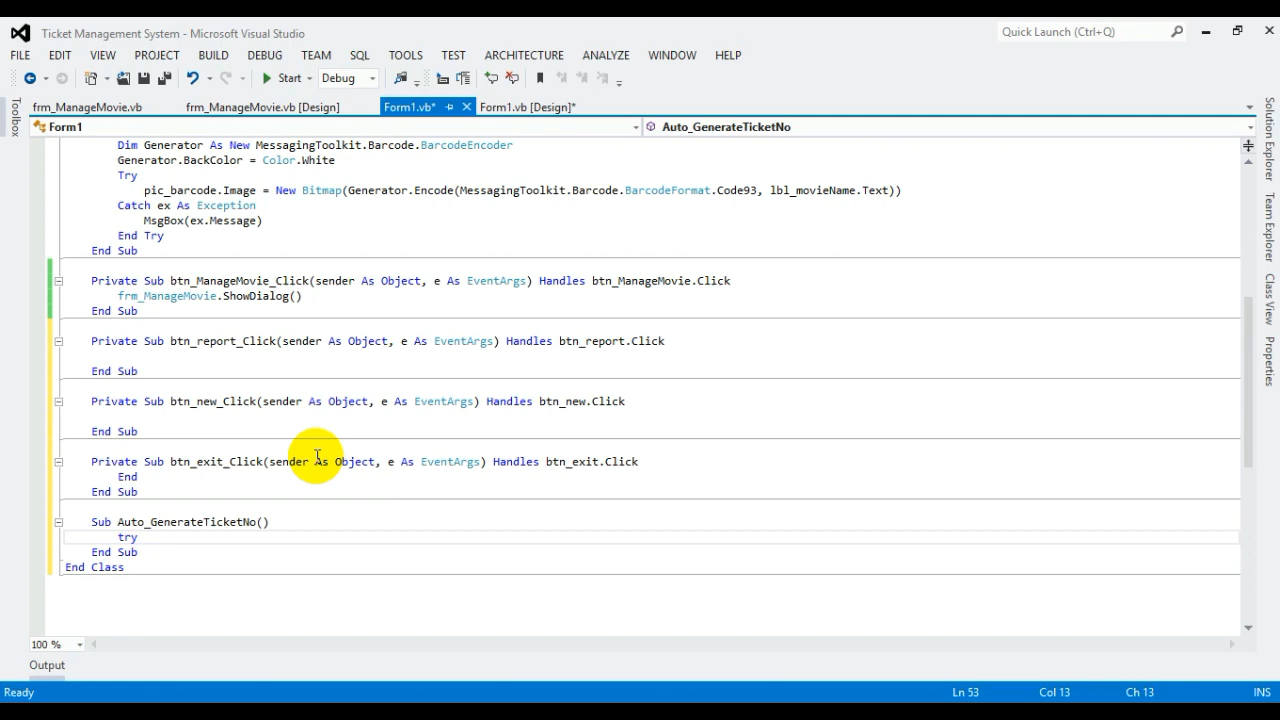 Ticket Management System - Microsoft Visual Studio
Quick Launch (Ctrl+Q)
FILE EDIT VIEW PROJECT BUILD DEBUG TEAM SQL TOOLS TEST ARCHITECTURE ANALYZE WINDOW HELP
Start Debug
frm_ManageMovie.vb frm_ManageMovie.vb [Design] Form1.vb* Form1.vb [Design]*
Form1 Auto_GenerateTicketNo
Dim Generator As New MessagingToolkit.Barcode.BarcodeEncoder
Generator.BackColor = Color.White
Try
pic_barcode.Image = New Bitmap(Generator.Encode(MessagingToolkit.Barcode.BarcodeFormat.Code93, lbl_movieName.Text))
Catch ex As Exception
MsgBox(ex.Message)
End Try
End Sub
Private Sub btn_ManageMovie_Click(sender As Object, e As EventArgs) Handles btn_ManageMovie.Click
frm_ManageMovie.ShowDialog()
End Sub
Private Sub btn_report_Click(sender As Object, e As EventArgs) Handles btn_report.Click
End Sub
Private Sub btn_new_Click(sender As Object, e As EventArgs) Handles btn_new.Click
End Sub
Private Sub btn_exit_Click(sender As Object, e As EventArgs) Handles btn_exit.Click
End
End Sub
Sub Auto_GenerateTicketNo()
try
End Sub
End Class
100 %
Output
Ready Ln 53 Col 13 Ch 13 INS
Toolbox
Solution Explorer
Team Explorer
Class View
Properties